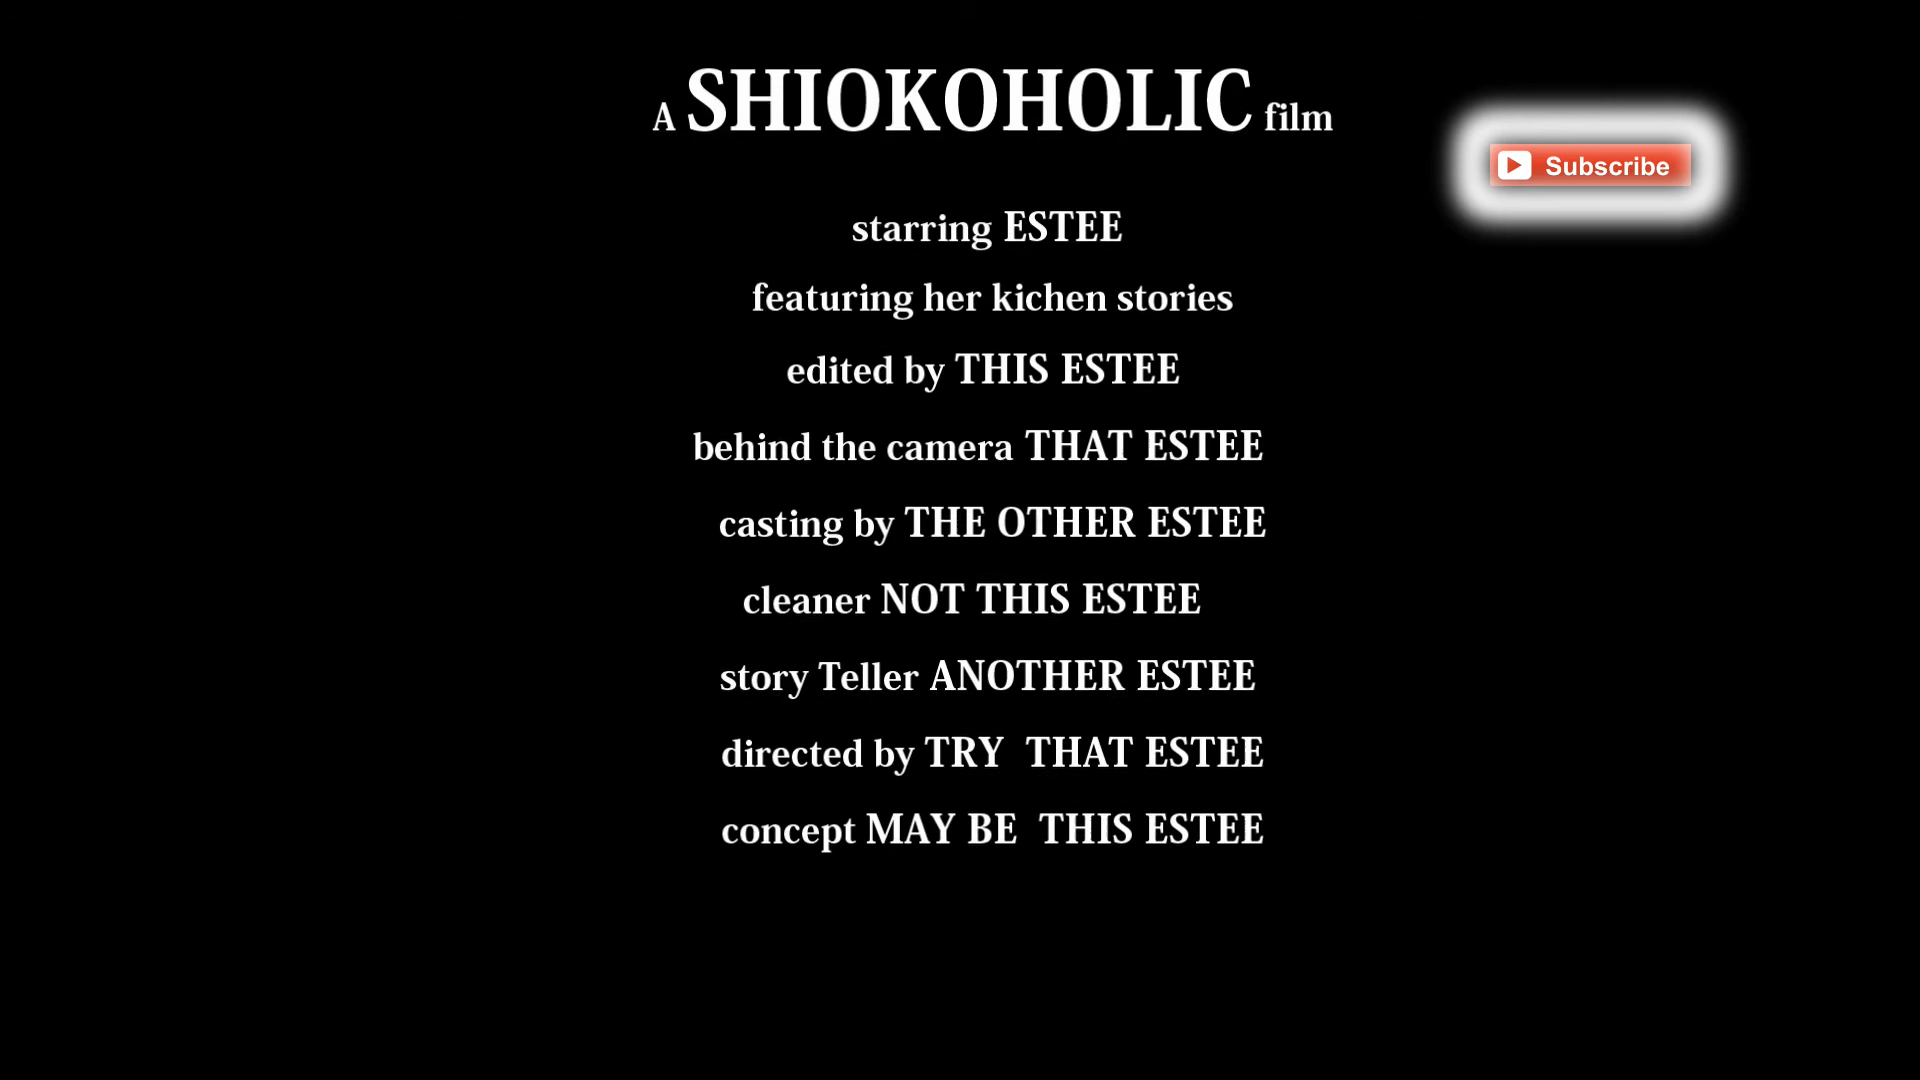 A SHIOKOHOLIC film
Subscribe
starring ESTEE
featuring her kichen stories
edited by THIS ESTEE
behind the camera THAT ESTEE
casting by THE OTHER ESTEE
cleaner NOT THIS ESTEE
story Teller ANOTHER ESTEE
directed by TRY  THAT ESTEE
concept MAY BE  THIS ESTEE